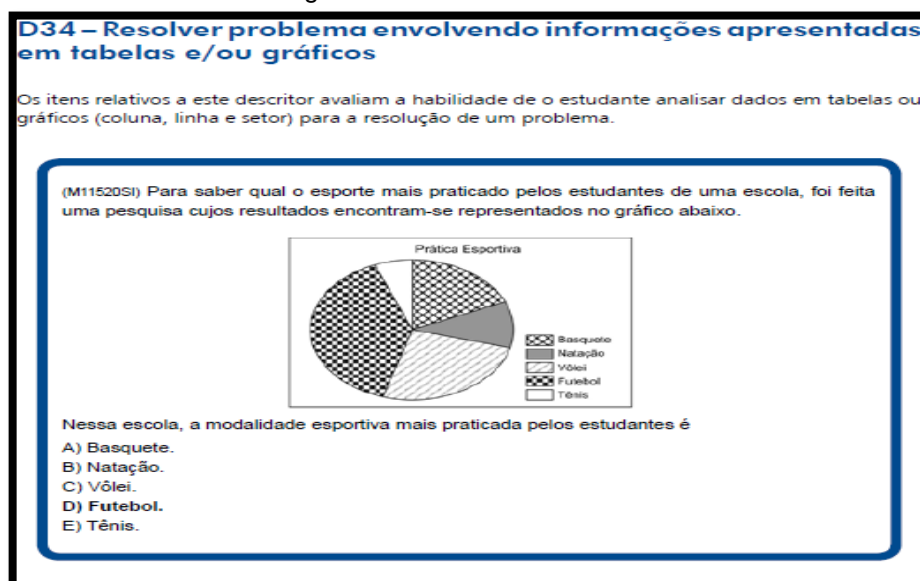 D34 – Resolver problema envolvendo informações apresentadas
em tabelas e/ou gráficos
Os itens relativos a este descritor avaliam a habilidade de o estudante analisar dados em tabelas ou
gráficos (coluna, linha e setor) para a resolução de um problema.
(M11520SI) Para saber qual o esporte mais praticado pelos estudantes de uma escola, foi feita
uma pesquisa cujos resultados encontram-se representados no gráfico abaixo.
Prática Esportiva
Basquete
Natação
Vôlei
Futebol
Tênis
Nessa escola, a modalidade esportiva mais praticada pelos estudantes é
A) Basquete.
B) Natação.
C) Vôlei.
D) Futebol.
E) Tênis.